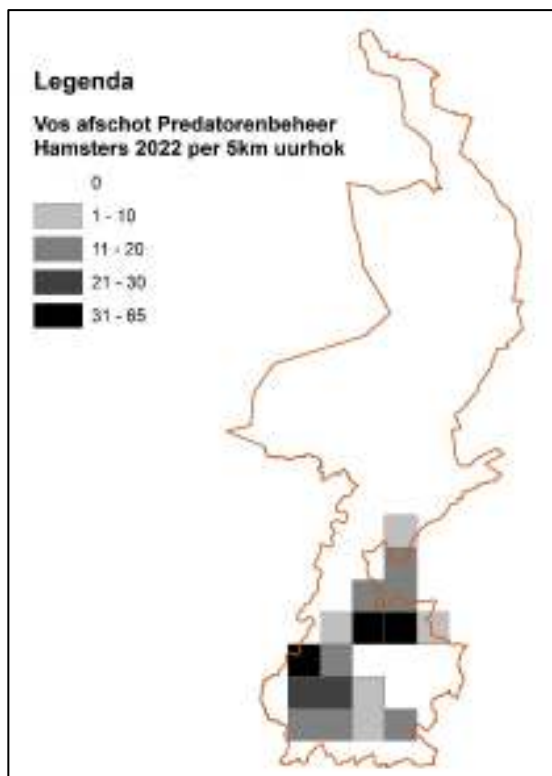 Legenda
Vos afschot Predatorenbeheer
Hamsters 2022 per 5km uurhok
0
1 - 10
11 - 20
21 - 30
31 - 65